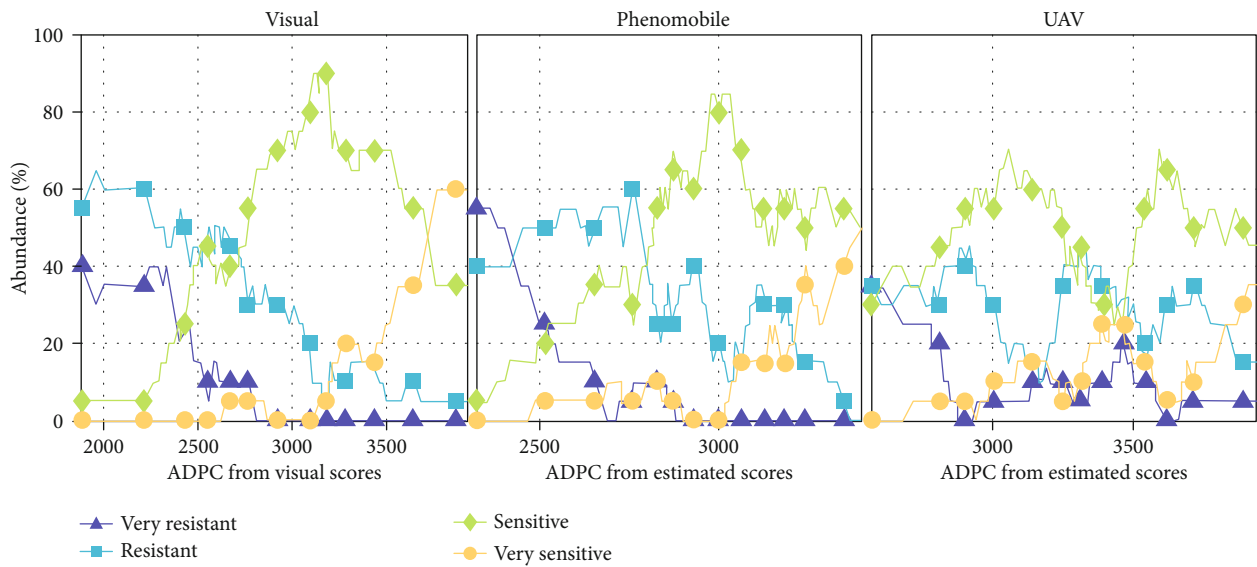 Visual Phenomobile UAV
Abundance (%)
100
80
60
40
20
0
2000 2500 3000 3500 2500 3000 3000 3500
ADPC from visual scores ADPC from estimated scores ADPC from estimated scores
Very resistant Sensitive
Resistant Very sensitive